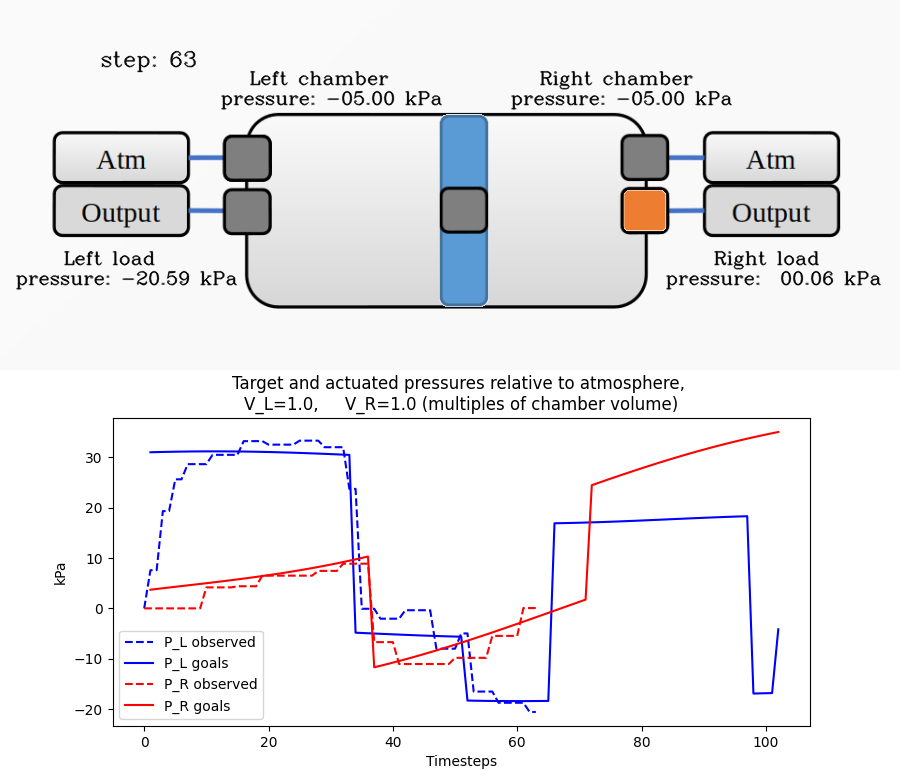 step: 63
Left chamber
pressure: −05.00 kPa
Right chamber
pressure: −05.00 kPa
Atm
Output
Atm
Output
Left load
pressure: −20.59 kPa
Right load
pressure: 00.06 kPa
Target and actuated pressures relative to atmosphere,
V_L=1.0, V_R=1.0 (multiples of chamber volume)
kPa
30
20
10
0
−10
−20
P_L observed
P_L goals
P_R observed
P_R goals
0 20 40 60 80 100
Timesteps